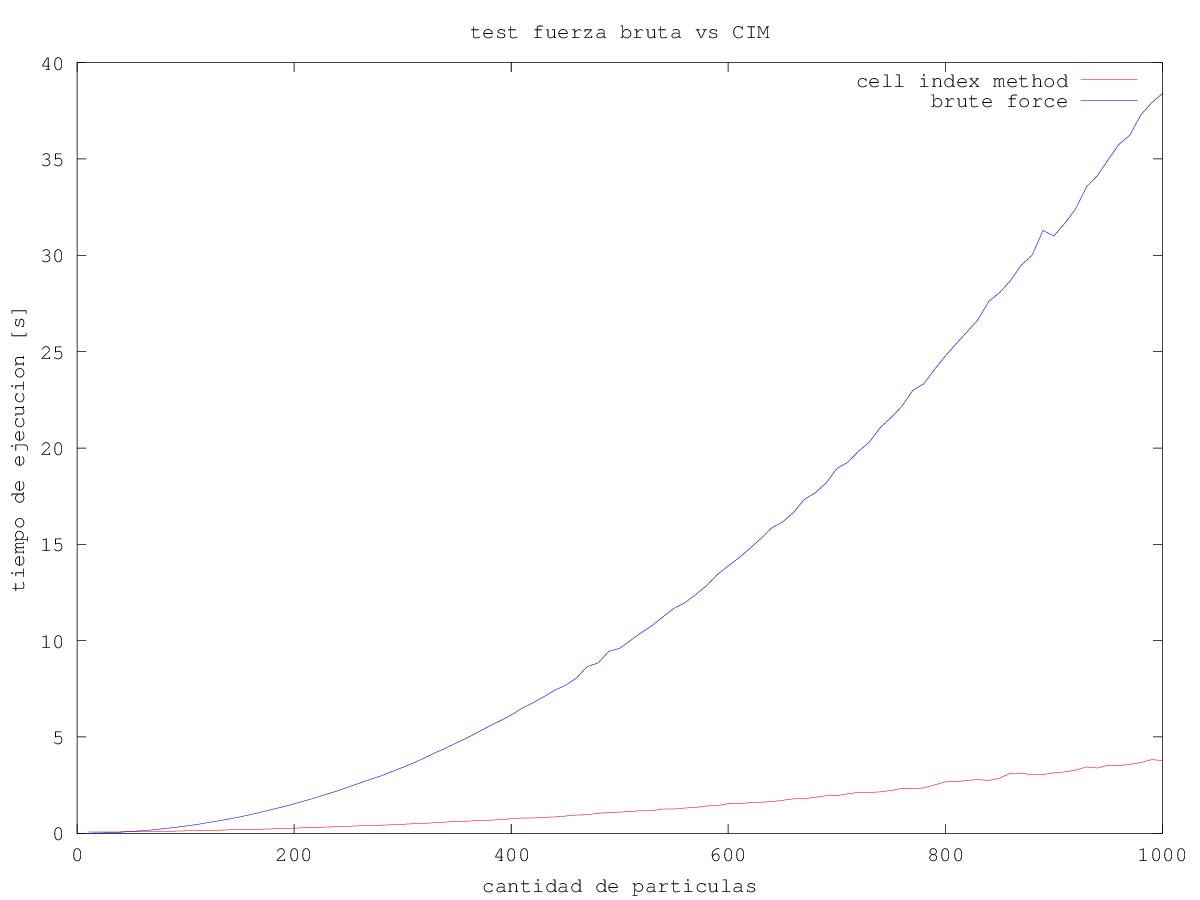 test fuerza bruta vs CIM
cell index method
brute force
40
35
30
25
20
15
10
5
0
tiempo de ejecucion [s]
0 200 400 600 800 1000
cantidad de particulas